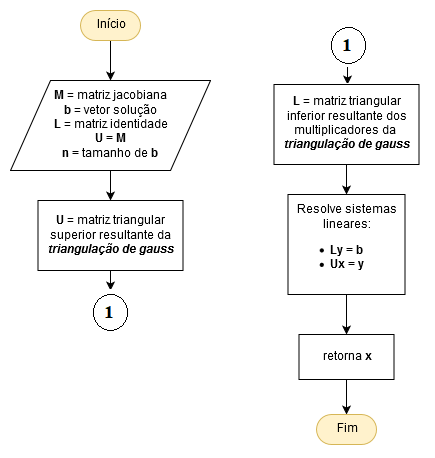 Início
M = matriz jacobiana
b = vetor solução
L = matriz identidade
U = M
n = tamanho de b
U = matriz triangular
superior resultante da
triangulação de gauss
1
1
L = matriz triangular
inferior resultante dos
multiplicadores da
triangulação de gauss
Resolve sistemas
lineares:
• Ly = b
• Ux = y
retorna x
Fim